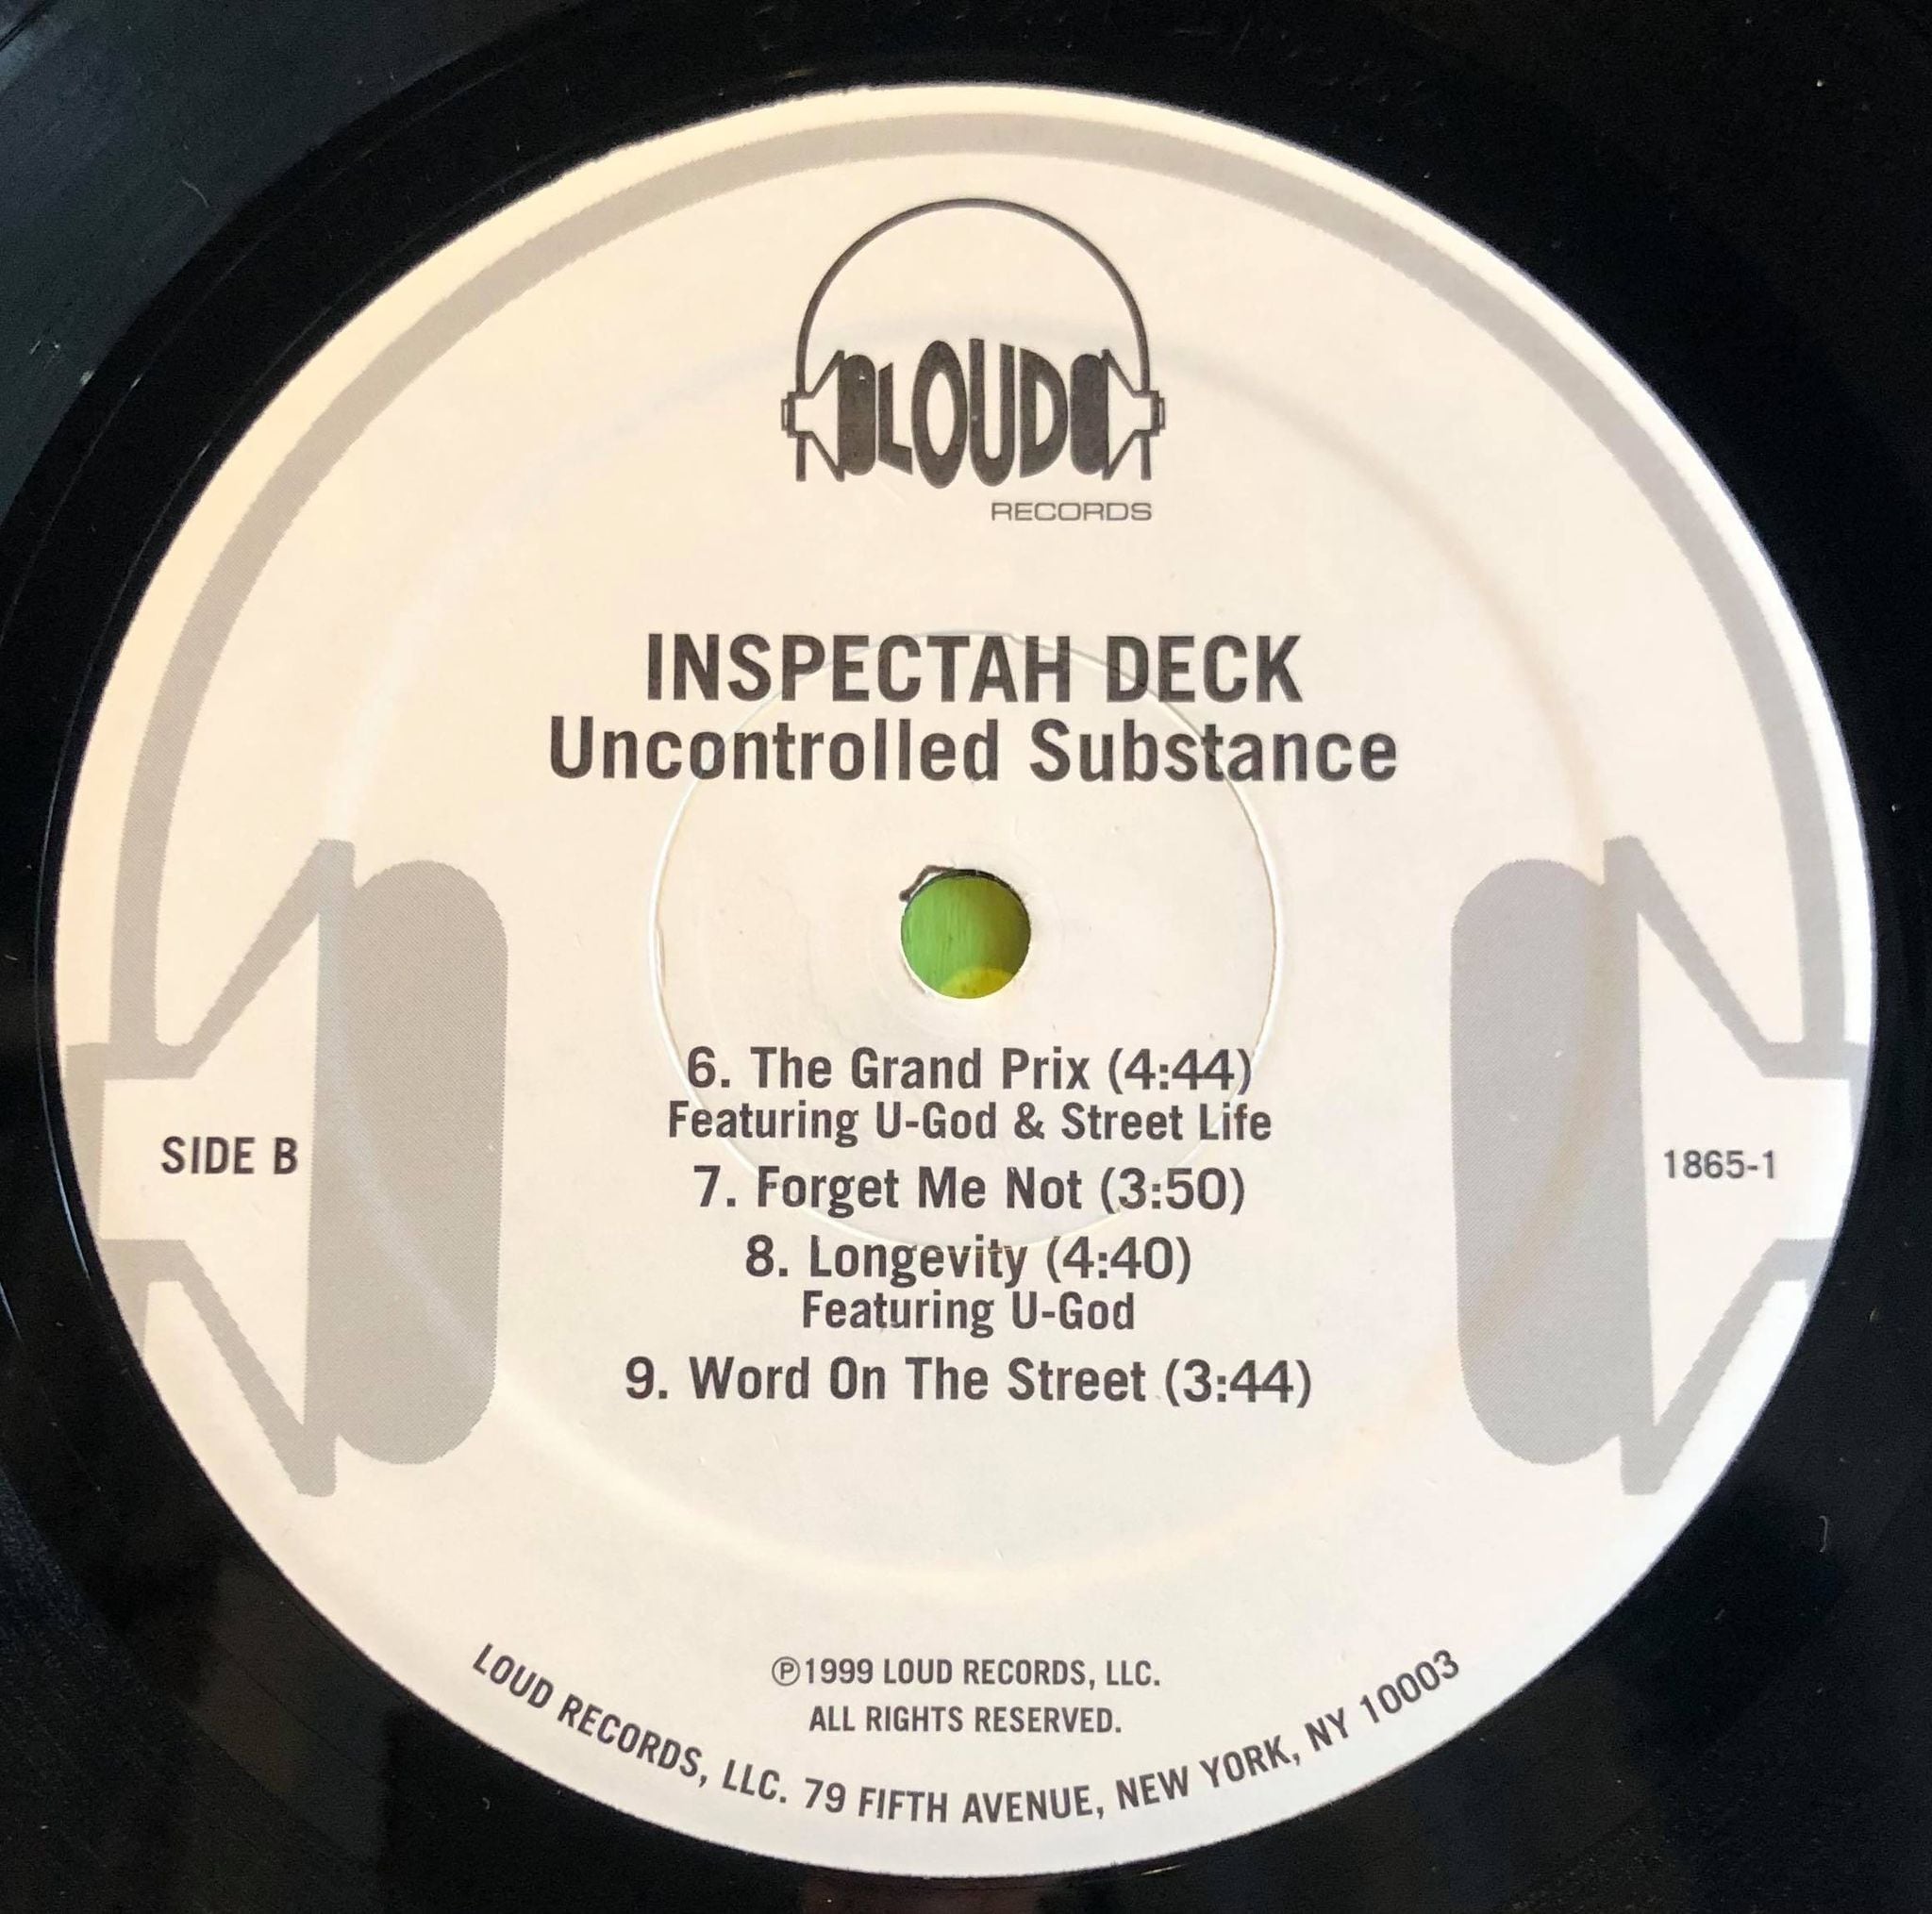 LOUD
RECORDS
INSPECTAH DECK
Uncontrolled Substance
6. The Grand Prix (4:44)
Featuring U-God & Street Life
SIDE B
1865-1
7. Forget Me Not (3:50)
8. Longevity (4:40)
Featuring U-God
9. Word On The Street (3:44)
℗1999 LOUD RECORDS, LLC.
ALL RIGHTS RESERVED.
LOUD RECORDS, LLC. 79 FIFTH AVENUE, NEW YORK, NY 10003